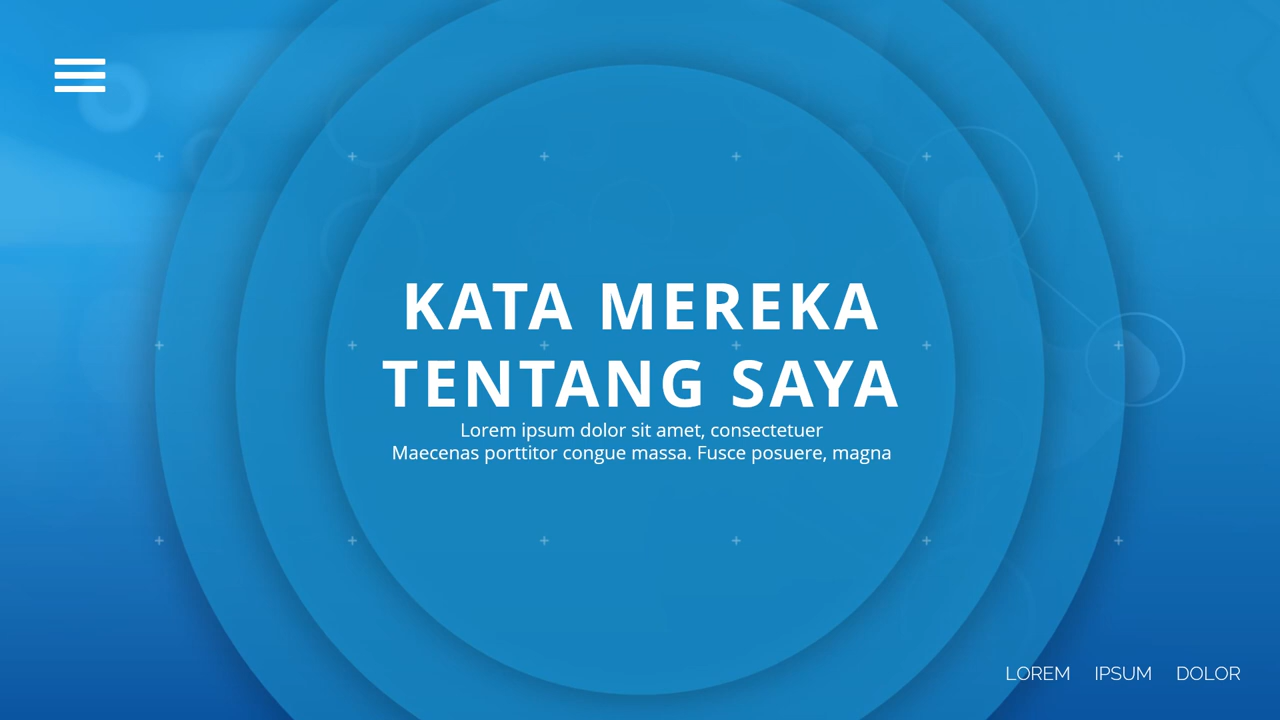 KATA MEREKA
TENTANG SAYA
Lorem ipsum dolor sit amet, consectetuer
Maecenas porttitor congue massa. Fusce posuere, magna
LOREM IPSUM DOLOR